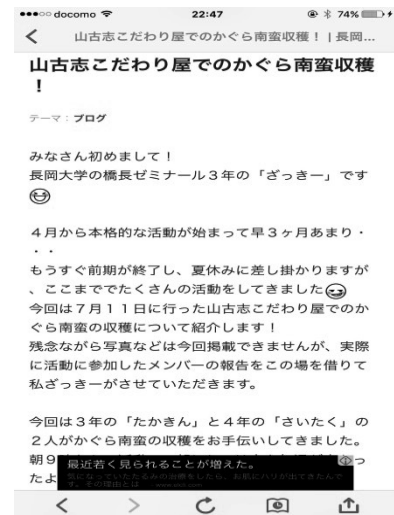 docomo 22:47 74%
山古志こだわり屋でのかぐら南蛮収穫！ | 長岡...
山古志こだわり屋でのかぐら南蛮収穫
！
テーマ：ブログ
みなさん初めまして！
長岡大学の橋長ゼミナール３年の「ざっきー」です
４月から本格的な活動が始まって早３ヶ月あまり・
・・
もうすぐ前期が終了し、夏休みに差し掛かりますが
、ここまででたくさんの活動をしてきました
今回は７月１１日に行った山古志こだわり屋でのか
ぐら南蛮の収穫について紹介します！
残念ながら写真などは今回掲載できませんが、実際
に活動に参加したメンバーの報告をこの場を借りて
私ざっきーがさせていただきます。
今回は３年の「たかきん」と４年の「さいたく」の
２人がかぐら南蛮の収穫をお手伝いしてきました。
朝９
っ
たよ
最近若く見られることが増えた。